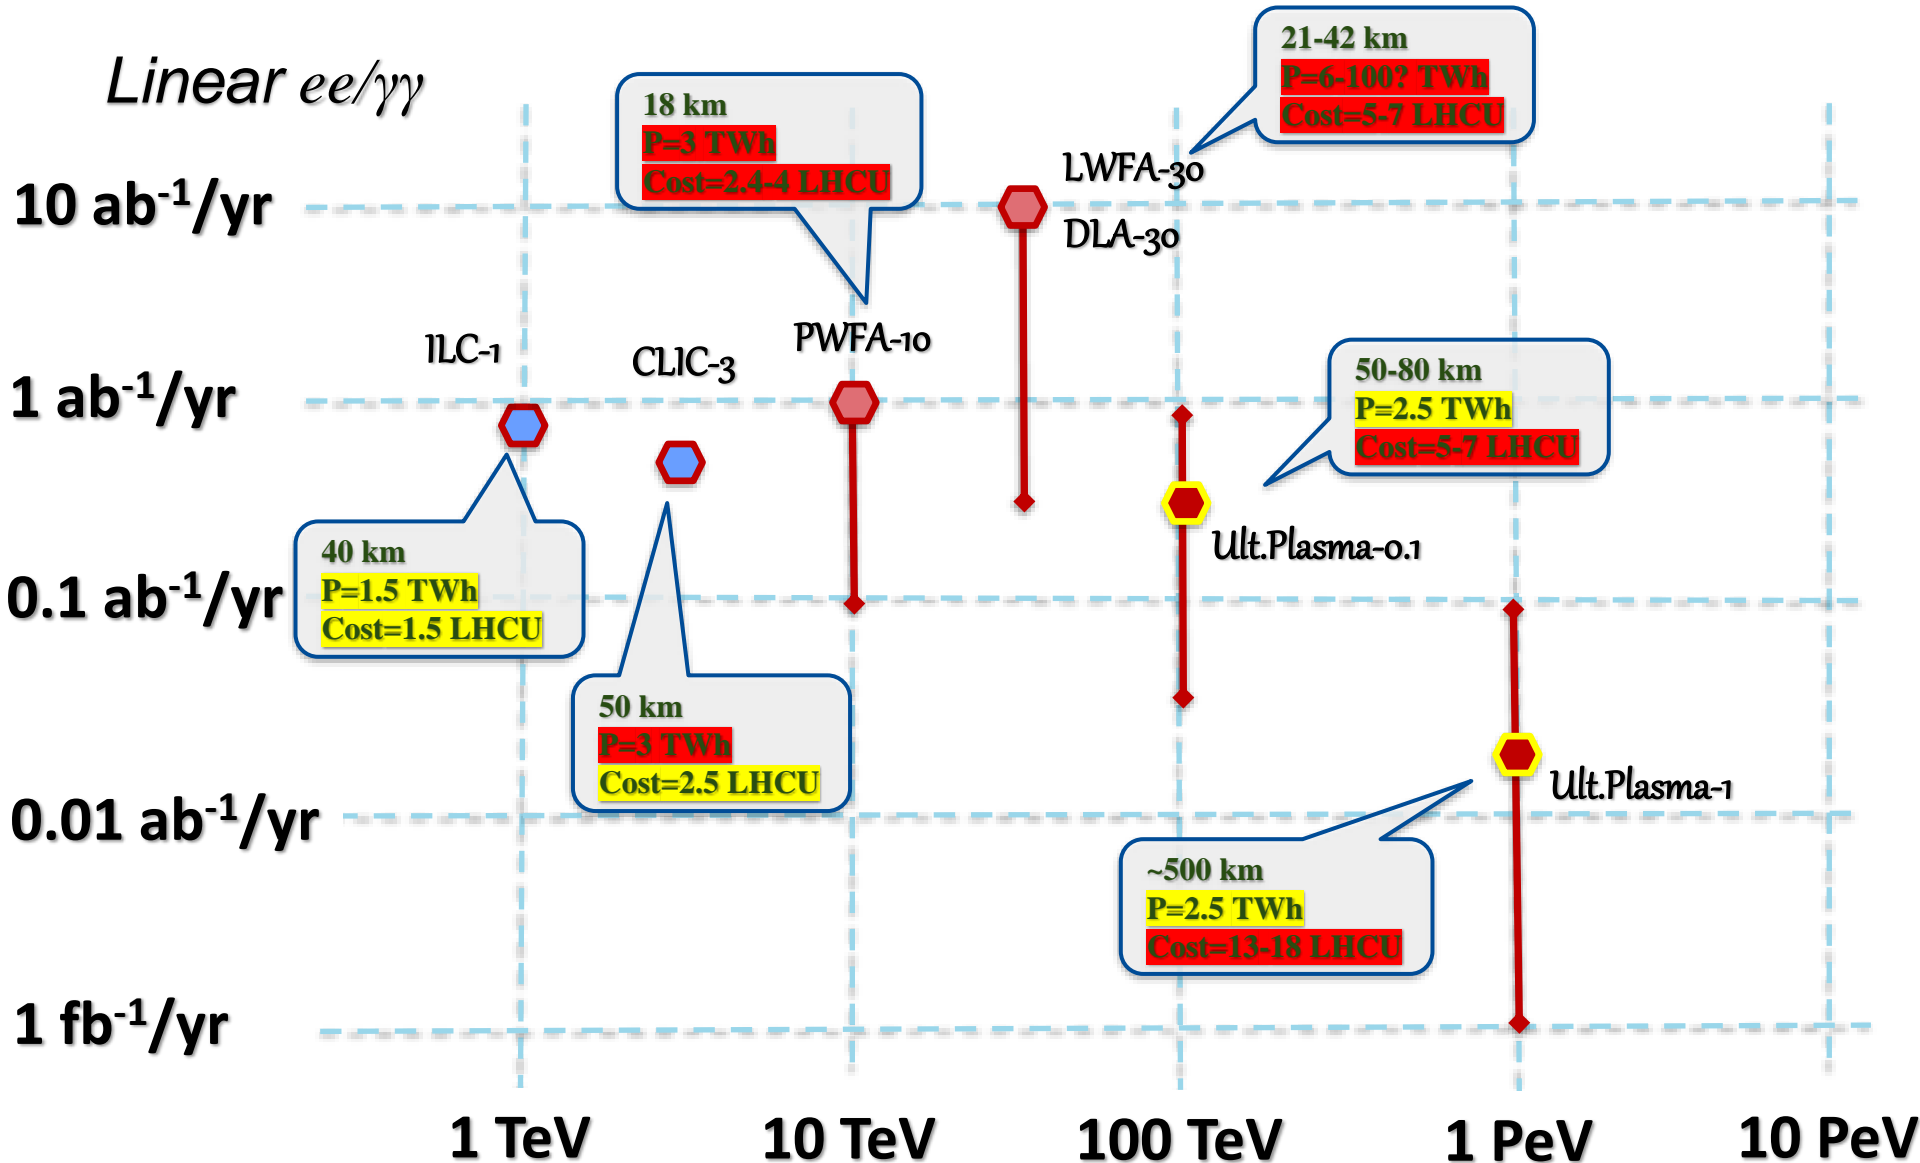 Linear ee/γγ
21-42 km
P=6-100? TWh
Cost=5-7 LHCU
18 km
P=3 TWh
Cost=2.4-4 LHCU
LWFA-30
DLA-30
10 ab⁻¹/yr
ILC-1
CLIC-3
PWFA-10
1 ab⁻¹/yr
50-80 km
P=2.5 TWh
Cost=5-7 LHCU
Ult.Plasma-0.1
40 km
P=1.5 TWh
Cost=1.5 LHCU
0.1 ab⁻¹/yr
50 km
P=3 TWh
Cost=2.5 LHCU
Ult.Plasma-1
0.01 ab⁻¹/yr
~500 km
P=2.5 TWh
Cost=13-18 LHCU
1 fb⁻¹/yr
1 TeV
10 TeV
100 TeV
1 PeV
10 PeV